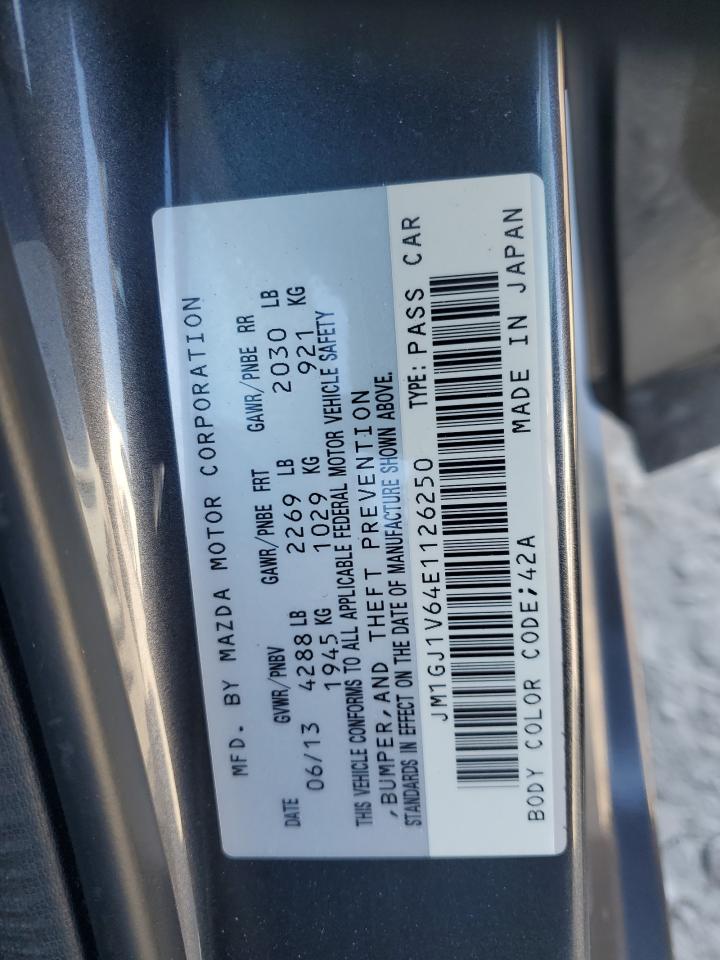 MFD. BY MAZDA MOTOR CORPORATION
DATE GVWR/PNBV GAWR/PNBE FRT GAWR/PNBE RR
06/13 4288 LB 2269 LB 2030 LB
1945 KG 1029 KG 921 KG
THIS VEHICLE CONFORMS TO ALL APPLICABLE FEDERAL MOTOR VEHICLE SAFETY
,BUMPER,AND THEFT PREVENTION
STANDARDS IN EFFECT ON THE DATE OF MANUFACTURE SHOWN ABOVE.
JM1GJ1V64E1126250 TYPE: PASS CAR
BODY COLOR CODE;42A MADE IN JAPAN